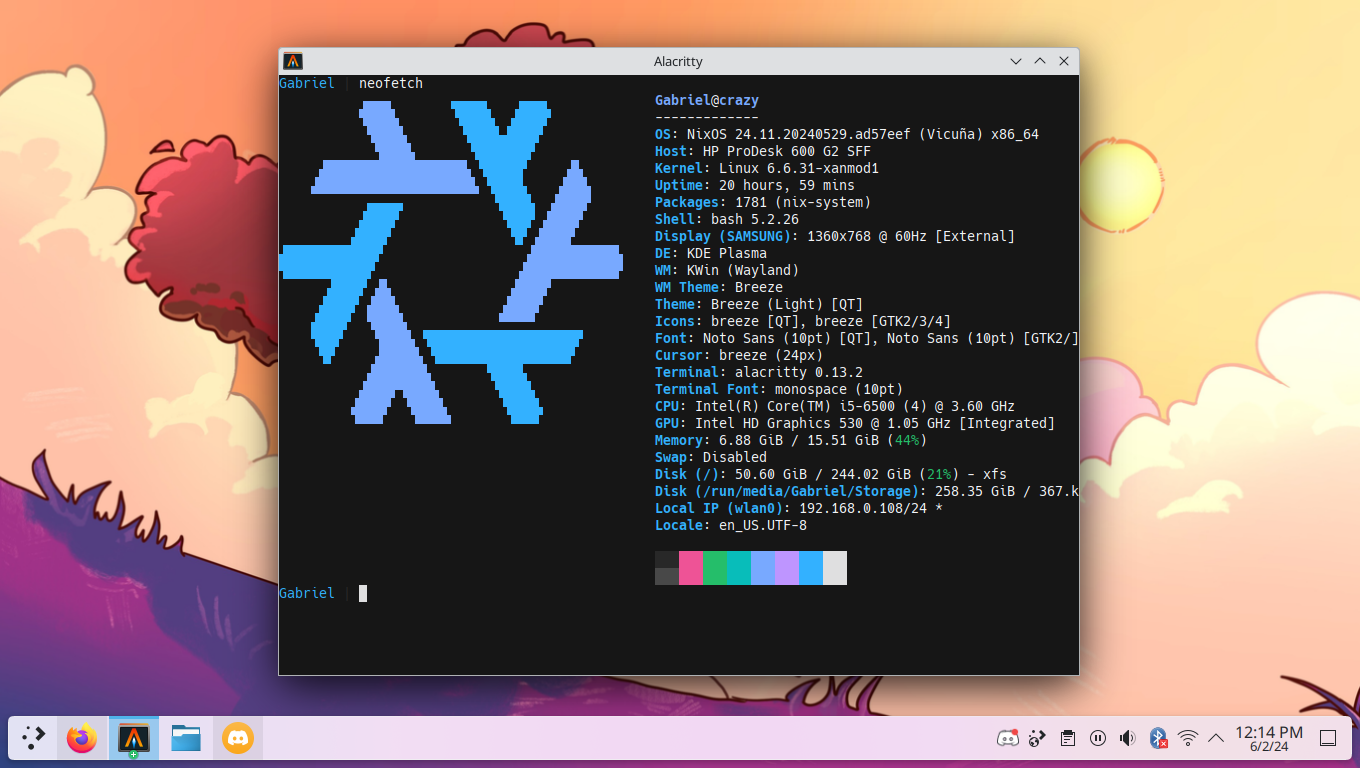 Alacritty
Gabriel | neofetch
Gabriel@crazy
-------------
OS: NixOS 24.11.20240529.ad57eef (Vicuña) x86_64
Host: HP ProDesk 600 G2 SFF
Kernel: Linux 6.6.31-xanmod1
Uptime: 20 hours, 59 mins
Packages: 1781 (nix-system)
Shell: bash 5.2.26
Display (SAMSUNG): 1360x768 @ 60Hz [External]
DE: KDE Plasma
WM: KWin (Wayland)
WM Theme: Breeze
Theme: Breeze (Light) [QT]
Icons: breeze [QT], breeze [GTK2/3/4]
Font: Noto Sans (10pt) [QT], Noto Sans (10pt) [GTK2/]
Cursor: breeze (24px)
Terminal: alacritty 0.13.2
Terminal Font: monospace (10pt)
CPU: Intel(R) Core(TM) i5-6500 (4) @ 3.60 GHz
GPU: Intel HD Graphics 530 @ 1.05 GHz [Integrated]
Memory: 6.88 GiB / 15.51 GiB (44%)
Swap: Disabled
Disk (/): 50.60 GiB / 244.02 GiB (21%) - xfs
Disk (/run/media/Gabriel/Storage): 258.35 GiB / 367.k
Local IP (wlan0): 192.168.0.108/24 *
Locale: en_US.UTF-8
Gabriel |
12:14 PM
6/2/24